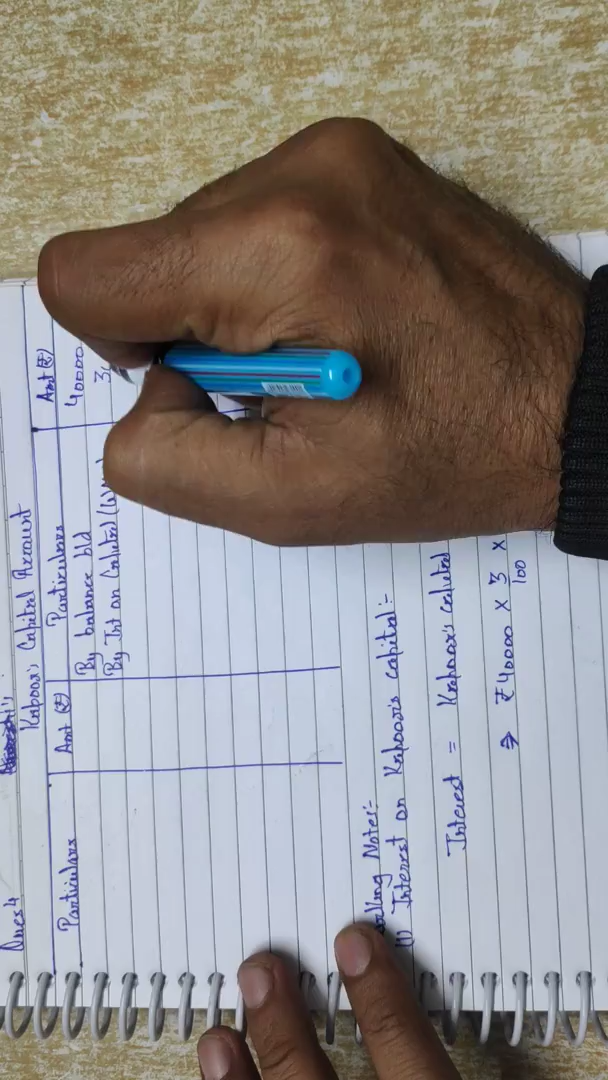 Ques 4
Kapoor's Capital Account
Particulars Amt (₹) Particulars Amt (₹)
By balance b/d 40000
By Int on Capital (W
Working Notes:-
(1) Interest on Kapoor's capital:-
Interest = Kapoor's capital
⇒ ₹40000 × 3/100 ×